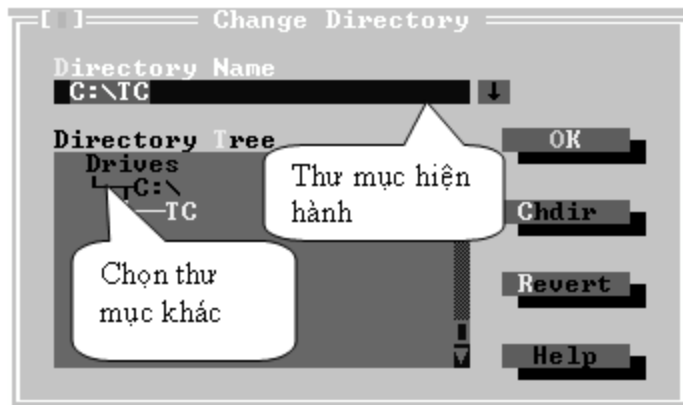 Change Directory
Directory Name
C:\TC
Directory Tree
Drives
C:\
TC
Thư mục hiện
hành
Chọn thư
mục khác
OK
Chdir
Revert
Help